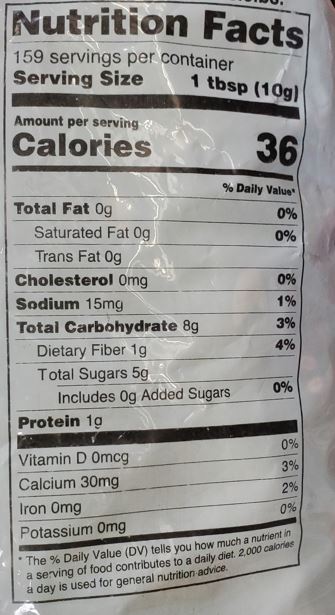 Nutrition Facts
159 servings per container
Serving Size 1 tbsp (10g)
Amount per serving
Calories 36
% Daily Value*
Total Fat 0g 0%
Saturated Fat 0g 0%
Trans Fat 0g
Cholesterol 0mg 0%
Sodium 15mg 1%
Total Carbohydrate 8g 3%
Dietary Fiber 1g 4%
Total Sugars 5g
Includes 0g Added Sugars 0%
Protein 1g
Vitamin D 0mcg 0%
Calcium 30mg 3%
Iron 0mg 2%
Potassium 0mg 0%
* The % Daily Value (DV) tells you how much a nutrient in
a serving of food contributes to a daily diet. 2,000 calories
a day is used for general nutrition advice.